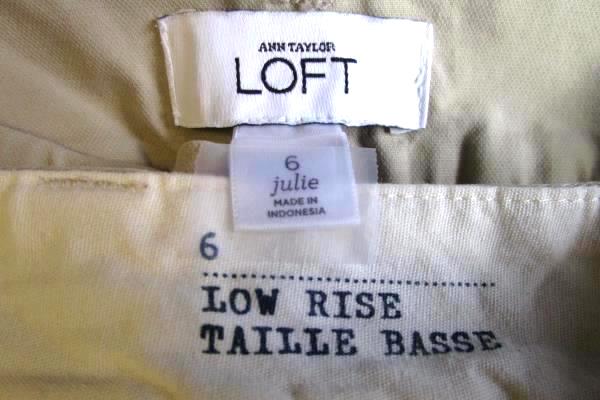 ANN TAYLOR
LOFT
6
julie
MADE IN
INDONESIA
6
LOW RISE
TAILLE BASSE